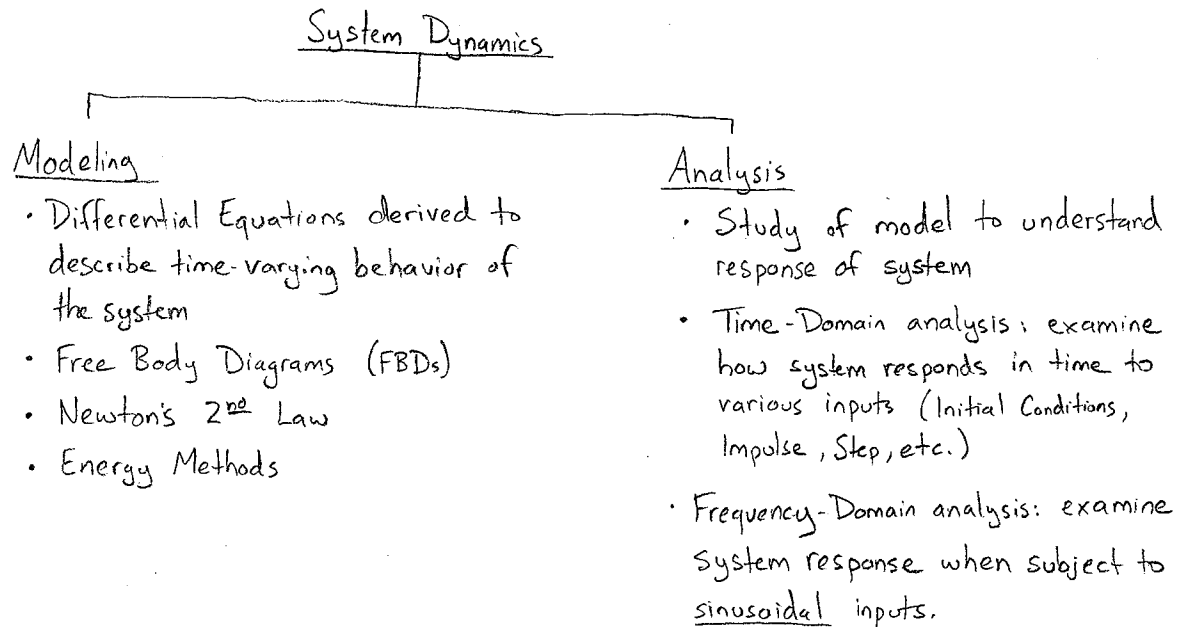 System Dynamics
Modeling
• Differential Equations derived to
describe time-varying behavior of
the system
• Free Body Diagrams (FBDs)
• Newton's 2nd Law
• Energy Methods
Analysis
• Study of model to understand
response of system
• Time-Domain analysis: examine
how system responds in time to
various inputs (Initial Conditions,
Impulse, Step, etc.)
• Frequency-Domain analysis: examine
system response when subject to
sinusoidal inputs.